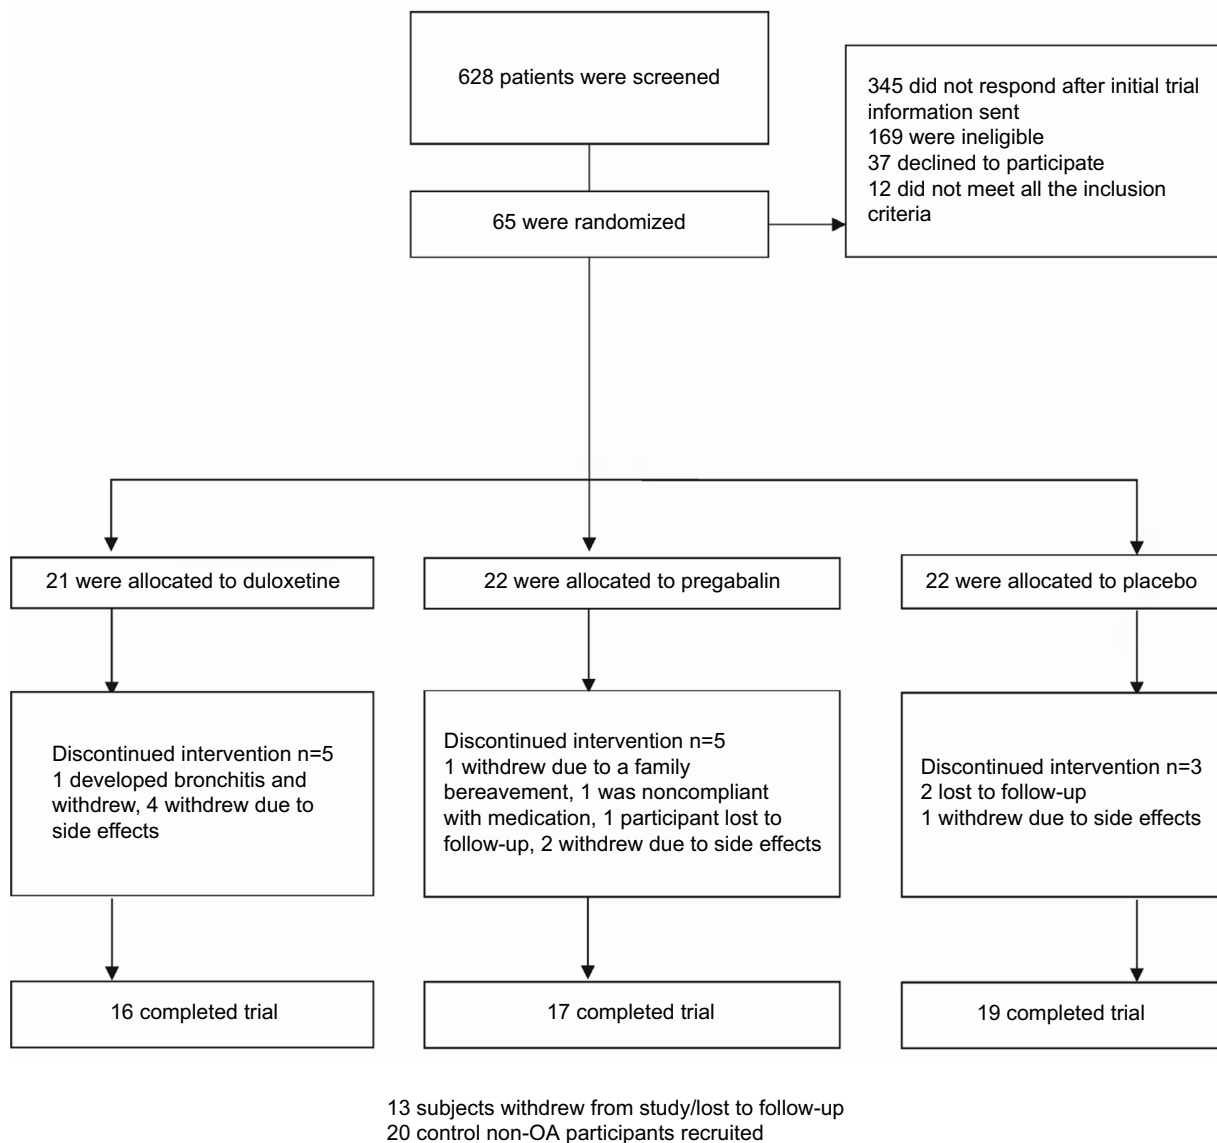 628 patients were screened
345 did not respond after initial trial
information sent
169 were ineligible
37 declined to participate
12 did not meet all the inclusion
criteria
65 were randomized
21 were allocated to duloxetine
22 were allocated to pregabalin
22 were allocated to placebo
Discontinued intervention n=5
1 developed bronchitis and
withdrew, 4 withdrew due to
side effects
Discontinued intervention n=5
1 withdrew due to a family
bereavement, 1 was noncompliant
with medication, 1 participant lost to
follow-up, 2 withdrew due to side effects
Discontinued intervention n=3
2 lost to follow-up
1 withdrew due to side effects
16 completed trial
17 completed trial
19 completed trial
13 subjects withdrew from study/lost to follow-up
20 control non-OA participants recruited